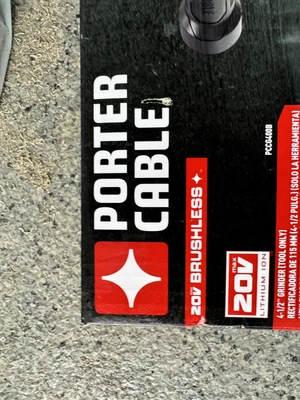 PORTER
CABLE
20V BRUSHLESS
PCCG400B
20V max
LITHIUM ION
4-1/2" GRINDER (TOOL ONLY)
RECTIFICADORA DE 115 MM (4-1/2 PULG.) (SOLO LA HERRAMIENTA)